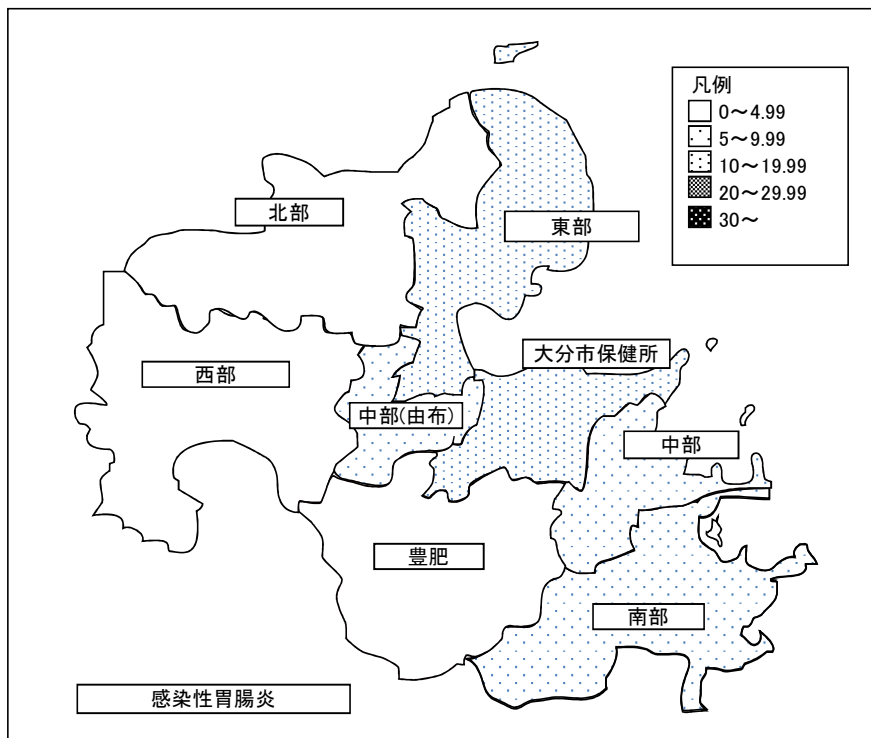 凡例
0～4.99
5～9.99
10～19.99
20～29.99
30～
北部
東部
大分市保健所
西部
中部(由布)
中部
豊肥
南部
感染性胃腸炎